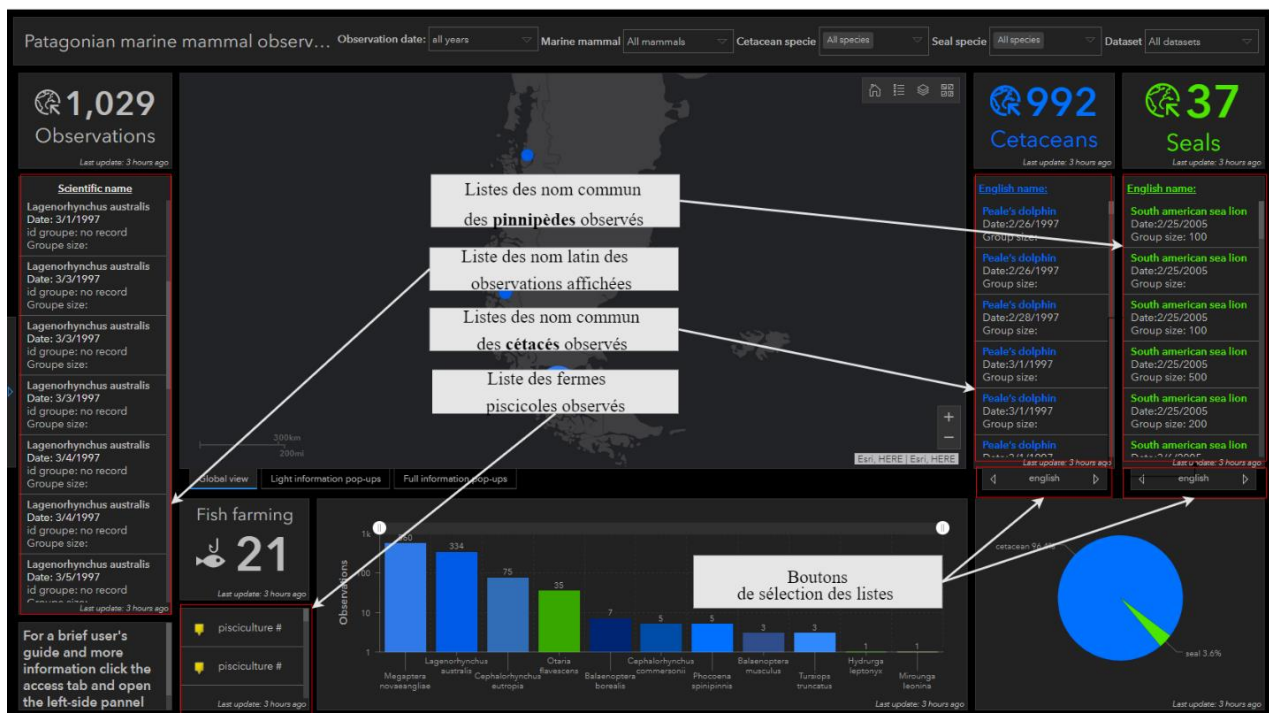 Patagonian marine mammal observ...
Observation date: all years
Marine mammal All mammals
Cetacean specie All species
Seal specie All species
Dataset All datasets
1,029
Observations
Last update: 3 hours ago
Scientific name
Lagenorhynchus australis
Date: 3/1/1997
id groupe: no record
Groupe size:
Lagenorhynchus australis
Date: 3/3/1997
id groupe: no record
Groupe size:
Lagenorhynchus australis
Date: 3/3/1997
id groupe: no record
Groupe size:
Lagenorhynchus australis
Date: 3/3/1997
id groupe: no record
Groupe size:
Lagenorhynchus australis
Date: 3/4/1997
id groupe: no record
Groupe size:
Lagenorhynchus australis
Date: 3/4/1997
id groupe: no record
Groupe size:
Lagenorhynchus australis
Date: 3/5/1997
id groupe: no record
Last update: 3 hours ago
For a brief user's
guide and more
information click the
access tab and open
the left-side pannel
Listes des nom commun
des pinnipèdes observés
Liste des nom latin des
observations affichées
Listes des nom commun
des cétacés observés
Liste des fermes
piscicoles observés
300km
200mi
+
−
Esri, HERE | Esri, HERE
Global view
Light information pop-ups
Full information pop-ups
992
Cetaceans
Last update: 3 hours ago
English name:
Peale's dolphin
Date:2/26/1997
Group size:
Peale's dolphin
Date:2/26/1997
Group size:
Peale's dolphin
Date:2/28/1997
Group size:
Peale's dolphin
Date:3/1/1997
Group size:
Peale's dolphin
Date:3/1/1997
Group size:
Peale's dolphin
Last update: 3 hours ago
english
37
Seals
Last update: 3 hours ago
English name:
South american sea lion
Date:2/25/2005
Group size: 100
South american sea lion
Date:2/25/2005
Group size:
South american sea lion
Date:2/25/2005
Group size: 100
South american sea lion
Date:2/25/2005
Group size: 500
South american sea lion
Date:2/25/2005
Group size: 200
South american sea lion
Last update: 3 hours ago
english
Fish farming
21
Last update: 3 hours ago
pisciculture #
pisciculture #
Last update: 3 hours ago
Observations
1k
100
10
1
334
75
35
7
5
5
3
3
1
1
Megaptera
novaeangliae
Lagenorhynchus
australis
Cephalorhynchus
eutropia
Otaria
flavescens
Balaenoptera
borealis
Cephalorhynchus
commersonii
Phocoena
spinipinnis
Balaenoptera
musculus
Tursiops
truncatus
Hydrurga
leptonyx
Mirounga
leonina
Last update: 3 hours ago
Boutons
de sélection des listes
cetacean 96.4%
seal 3.6%
Last update: 3 hours ago